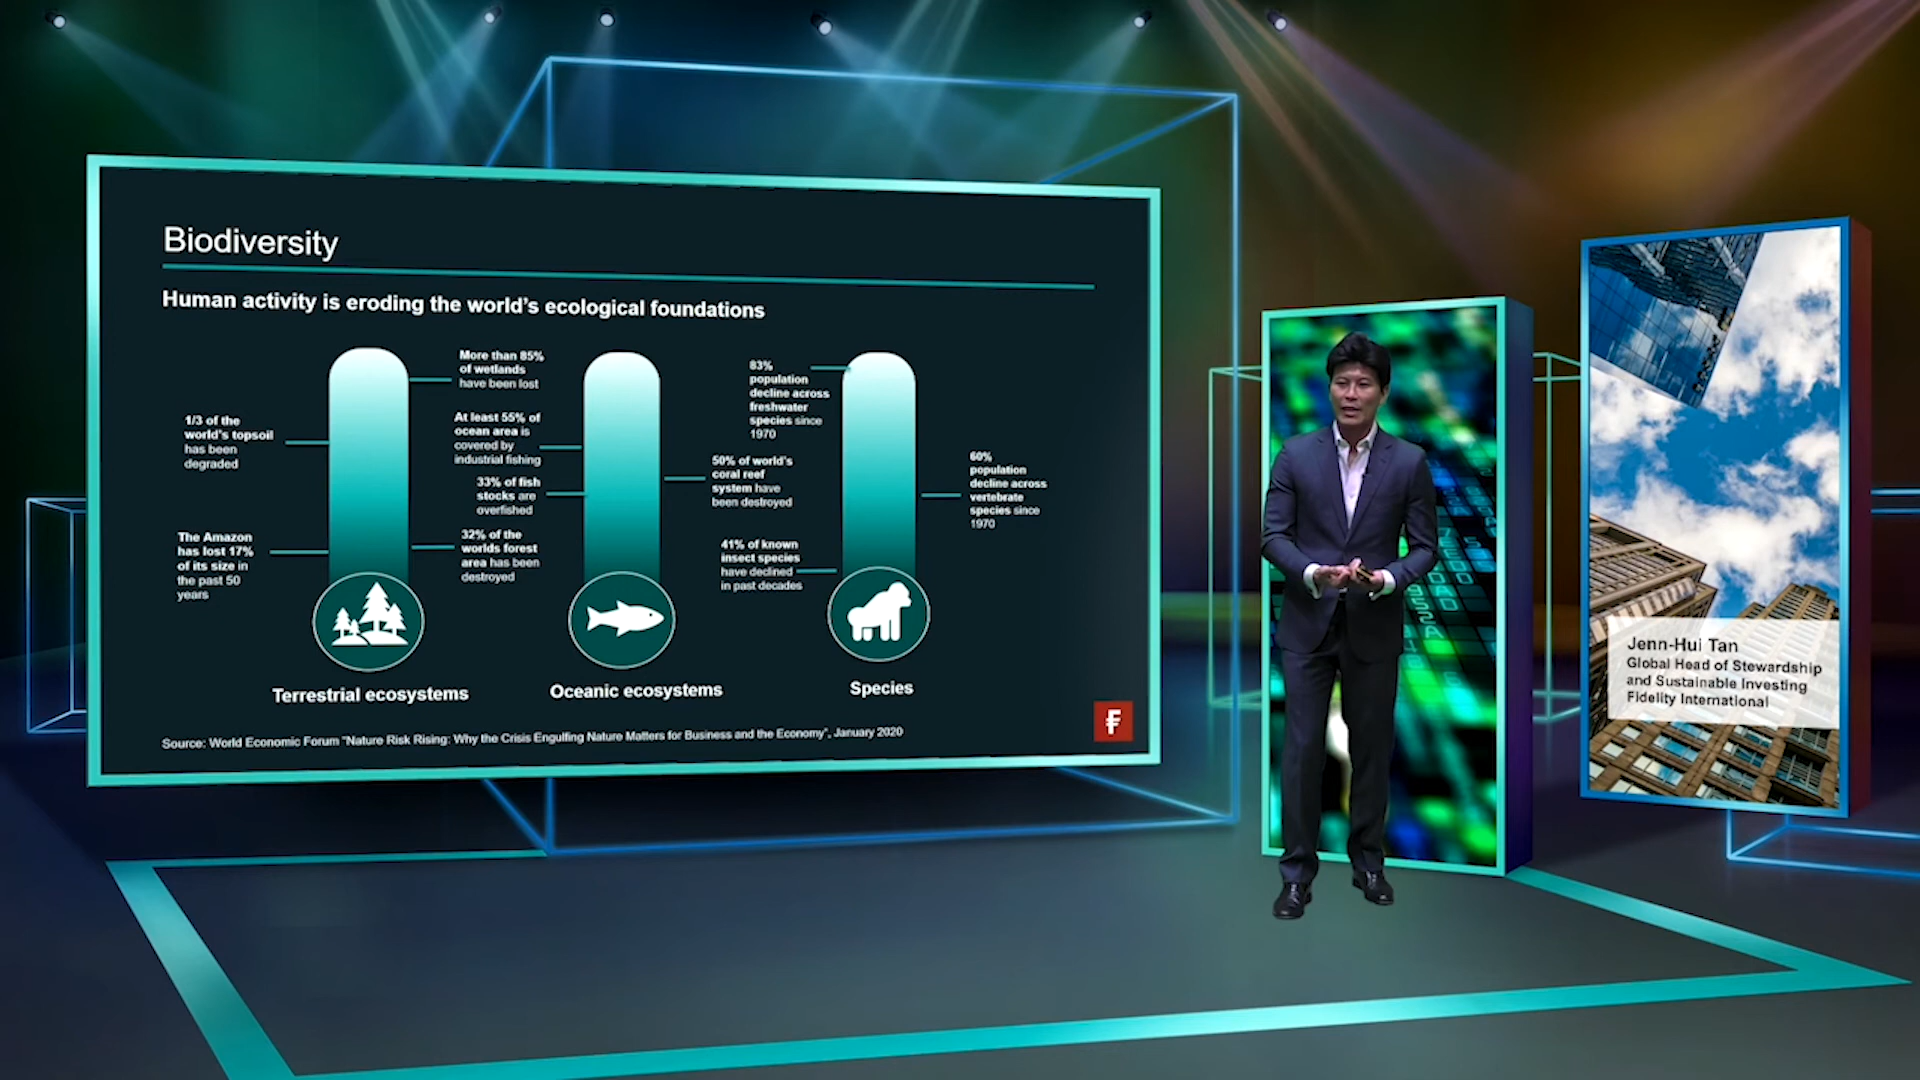 Biodiversity
Human activity is eroding the world's ecological foundations
1/3 of the
world's topsoil
has been
degraded
The Amazon
has lost 17%
of its size in
the past 50
years
More than 85%
of wetlands
have been lost
32% of the
worlds forest
area has been
destroyed
Terrestrial ecosystems
At least 55% of
ocean area is
covered by
industrial fishing
33% of fish
stocks are
overfished
50% of world's
coral reef
system have
been destroyed
Oceanic ecosystems
83%
population
decline across
freshwater
species since
1970
41% of known
insect species
have declined
in past decades
60%
population
decline across
vertebrate
species since
1970
Species
Source: World Economic Forum "Nature Risk Rising: Why the Crisis Engulfing Nature Matters for Business and the Economy", January 2020
Jenn-Hui Tan
Global Head of Stewardship
and Sustainable Investing
Fidelity International